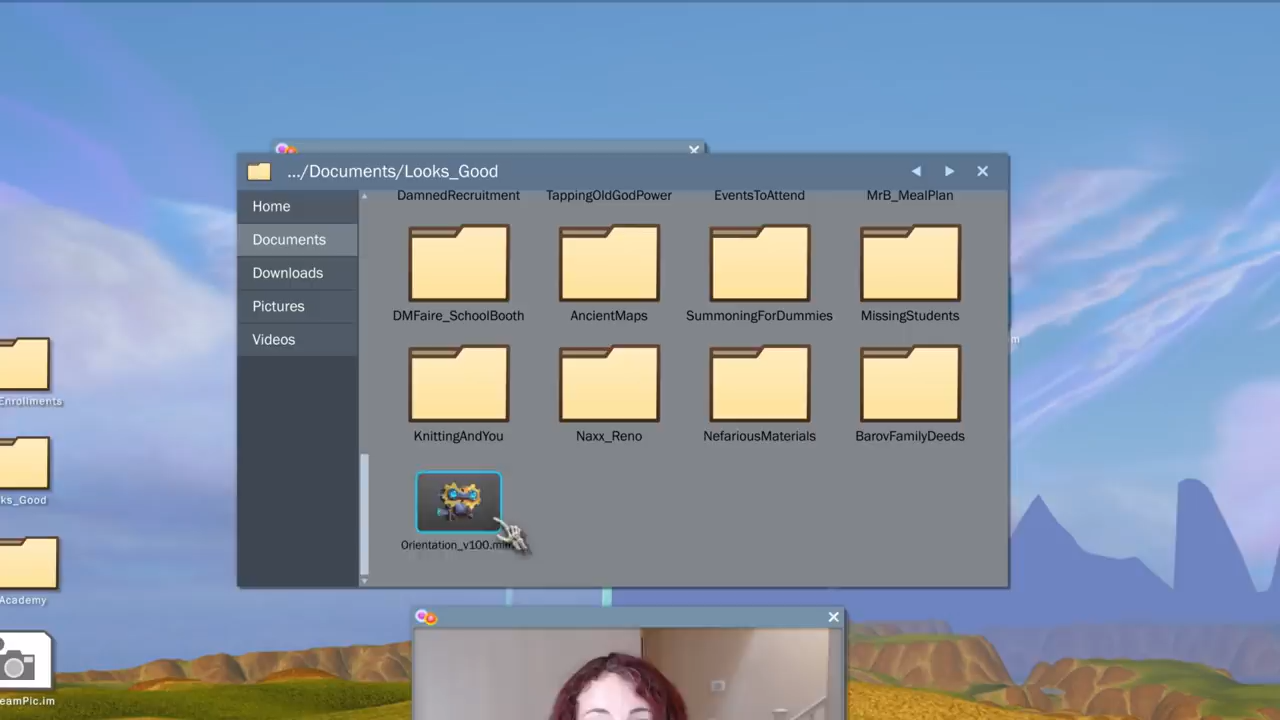 .../Documents/Looks_Good
Home
Documents
Downloads
Pictures
Videos
DamnedRecruitment TappingOldGodPower EventsToAttend MrB_MealPlan
DMFaire_SchoolBooth AncientMaps SummoningForDummies MissingStudents
KnittingAndYou Naxx_Reno NefariousMaterials BarovFamilyDeeds
Orientation_v100.m
Enrollments
ks_Good
Academy
eamPic.im
m